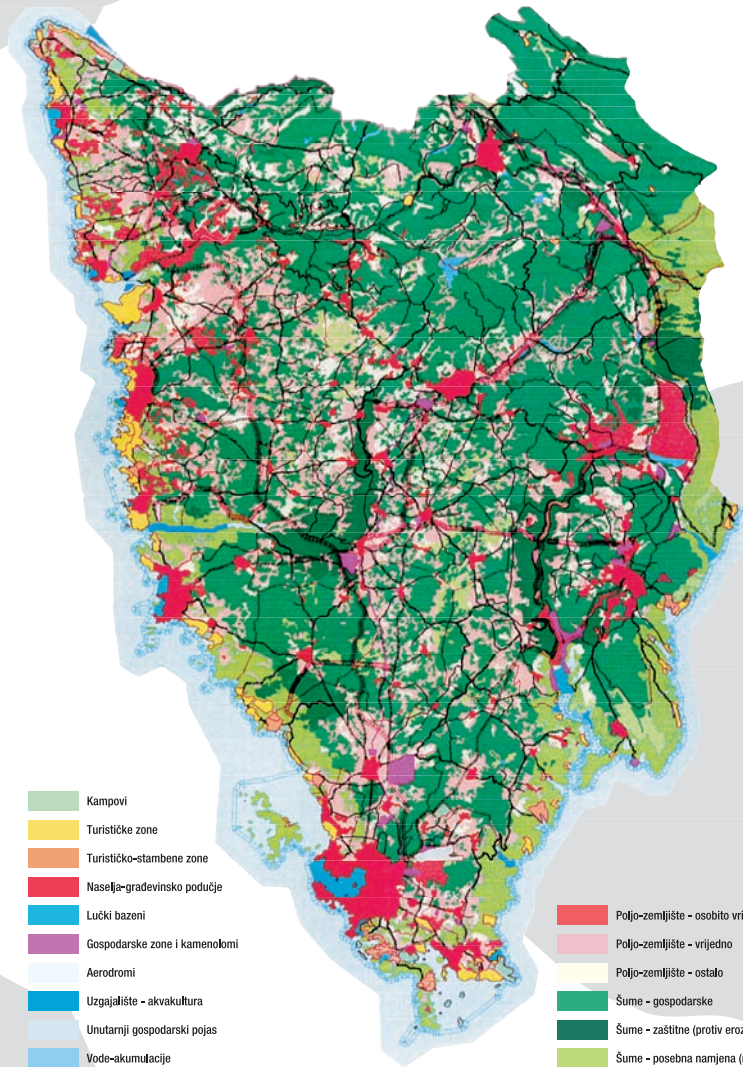 Kampovi
Turističke zone
Turističko-stambene zone
Naselja-građevinsko područje
Lučki bazeni
Gospodarske zone i kamenolomi
Aerodromi
Uzgajalište - akvakultura
Unutarnji gospodarski pojas
Vode-akumulacije
Poljo-zemljište - osobito vri
Poljo-zemljište - vrijedno
Poljo-zemljište - ostalo
Šume - gospodarske
Šume - zaštitne (protiv eroz
Šume - posebna namjena (